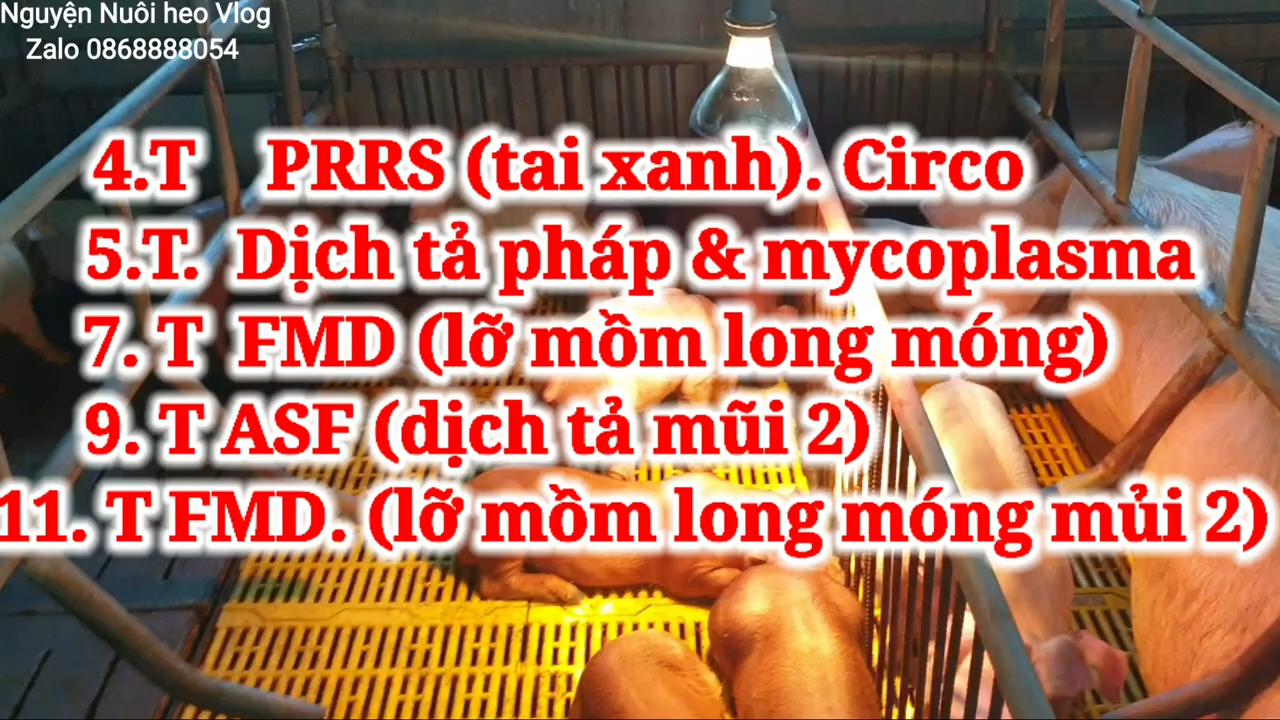 Nguyện Nuôi heo Vlog
Zalo 0868888054
4.T PRRS (tai xanh). Circo
5.T. Dịch tả pháp & mycoplasma
7. T FMD (lỡ mồm long móng)
9. T ASF (dịch tả mũi 2)
11. T FMD. (lỡ mồm long móng mủi 2)